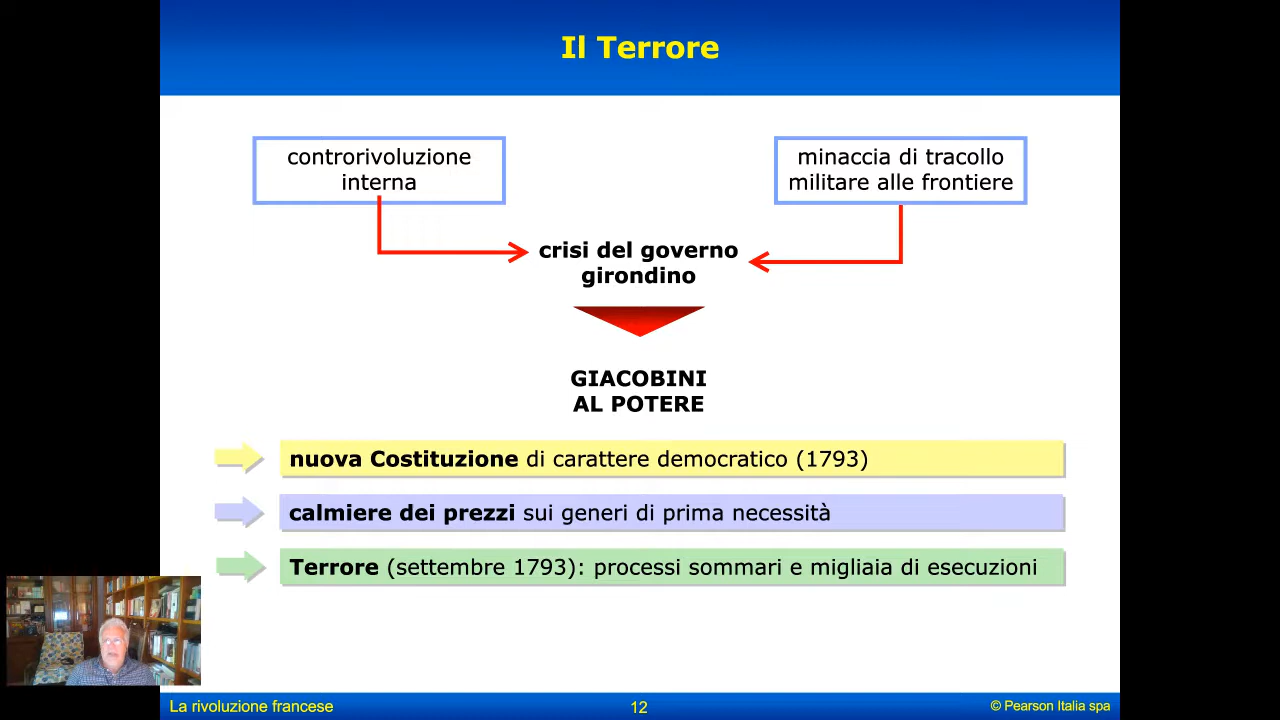 Il Terrore
controrivoluzione
interna
minaccia di tracollo
militare alle frontiere
crisi del governo
girondino
GIACOBINI
AL POTERE
nuova Costituzione di carattere democratico (1793)
calmiere dei prezzi sui generi di prima necessità
Terrore (settembre 1793): processi sommari e migliaia di esecuzioni
La rivoluzione francese
12
© Pearson Italia spa